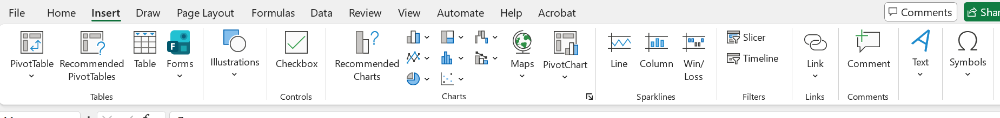 File Home Insert Draw Page Layout Formulas Data Review View Automate Help Acrobat Comments
PivotTable Recommended PivotTables Table Forms Illustrations Checkbox Recommended Charts Maps PivotChart Line Column Win/ Loss Slicer Timeline Link Comment Text Symbols
Tables Controls Charts Sparklines Filters Links Comments